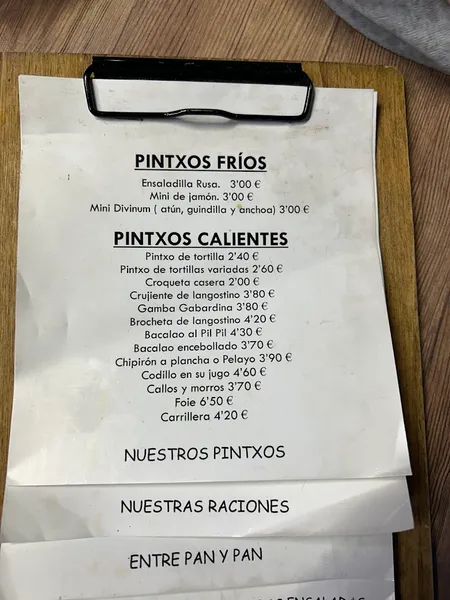 PINTXOS FRÍOS
Ensaladilla Rusa. 3'00 €
Mini de jamón. 3'00 €
Mini Divinum ( atún, guindilla y anchoa) 3'00 €
PINTXOS CALIENTES
Pintxo de tortilla 2'40 €
Pintxo de tortillas variadas 2'60 €
Croqueta casera 2'00 €
Crujiente de langostino 3'80 €
Gamba Gabardina 3'80 €
Brocheta de langostino 4'20 €
Bacalao al Pil Pil 4'30 €
Bacalao encebollado 3'70 €
Chipirón a plancha o Pelayo 3'90 €
Codillo en su jugo 4'60 €
Callos y morros 3'70 €
Foie 6'50 €
Carrillera 4'20 €
NUESTROS PINTXOS
NUESTRAS RACIONES
ENTRE PAN Y PAN
ENSALADAS